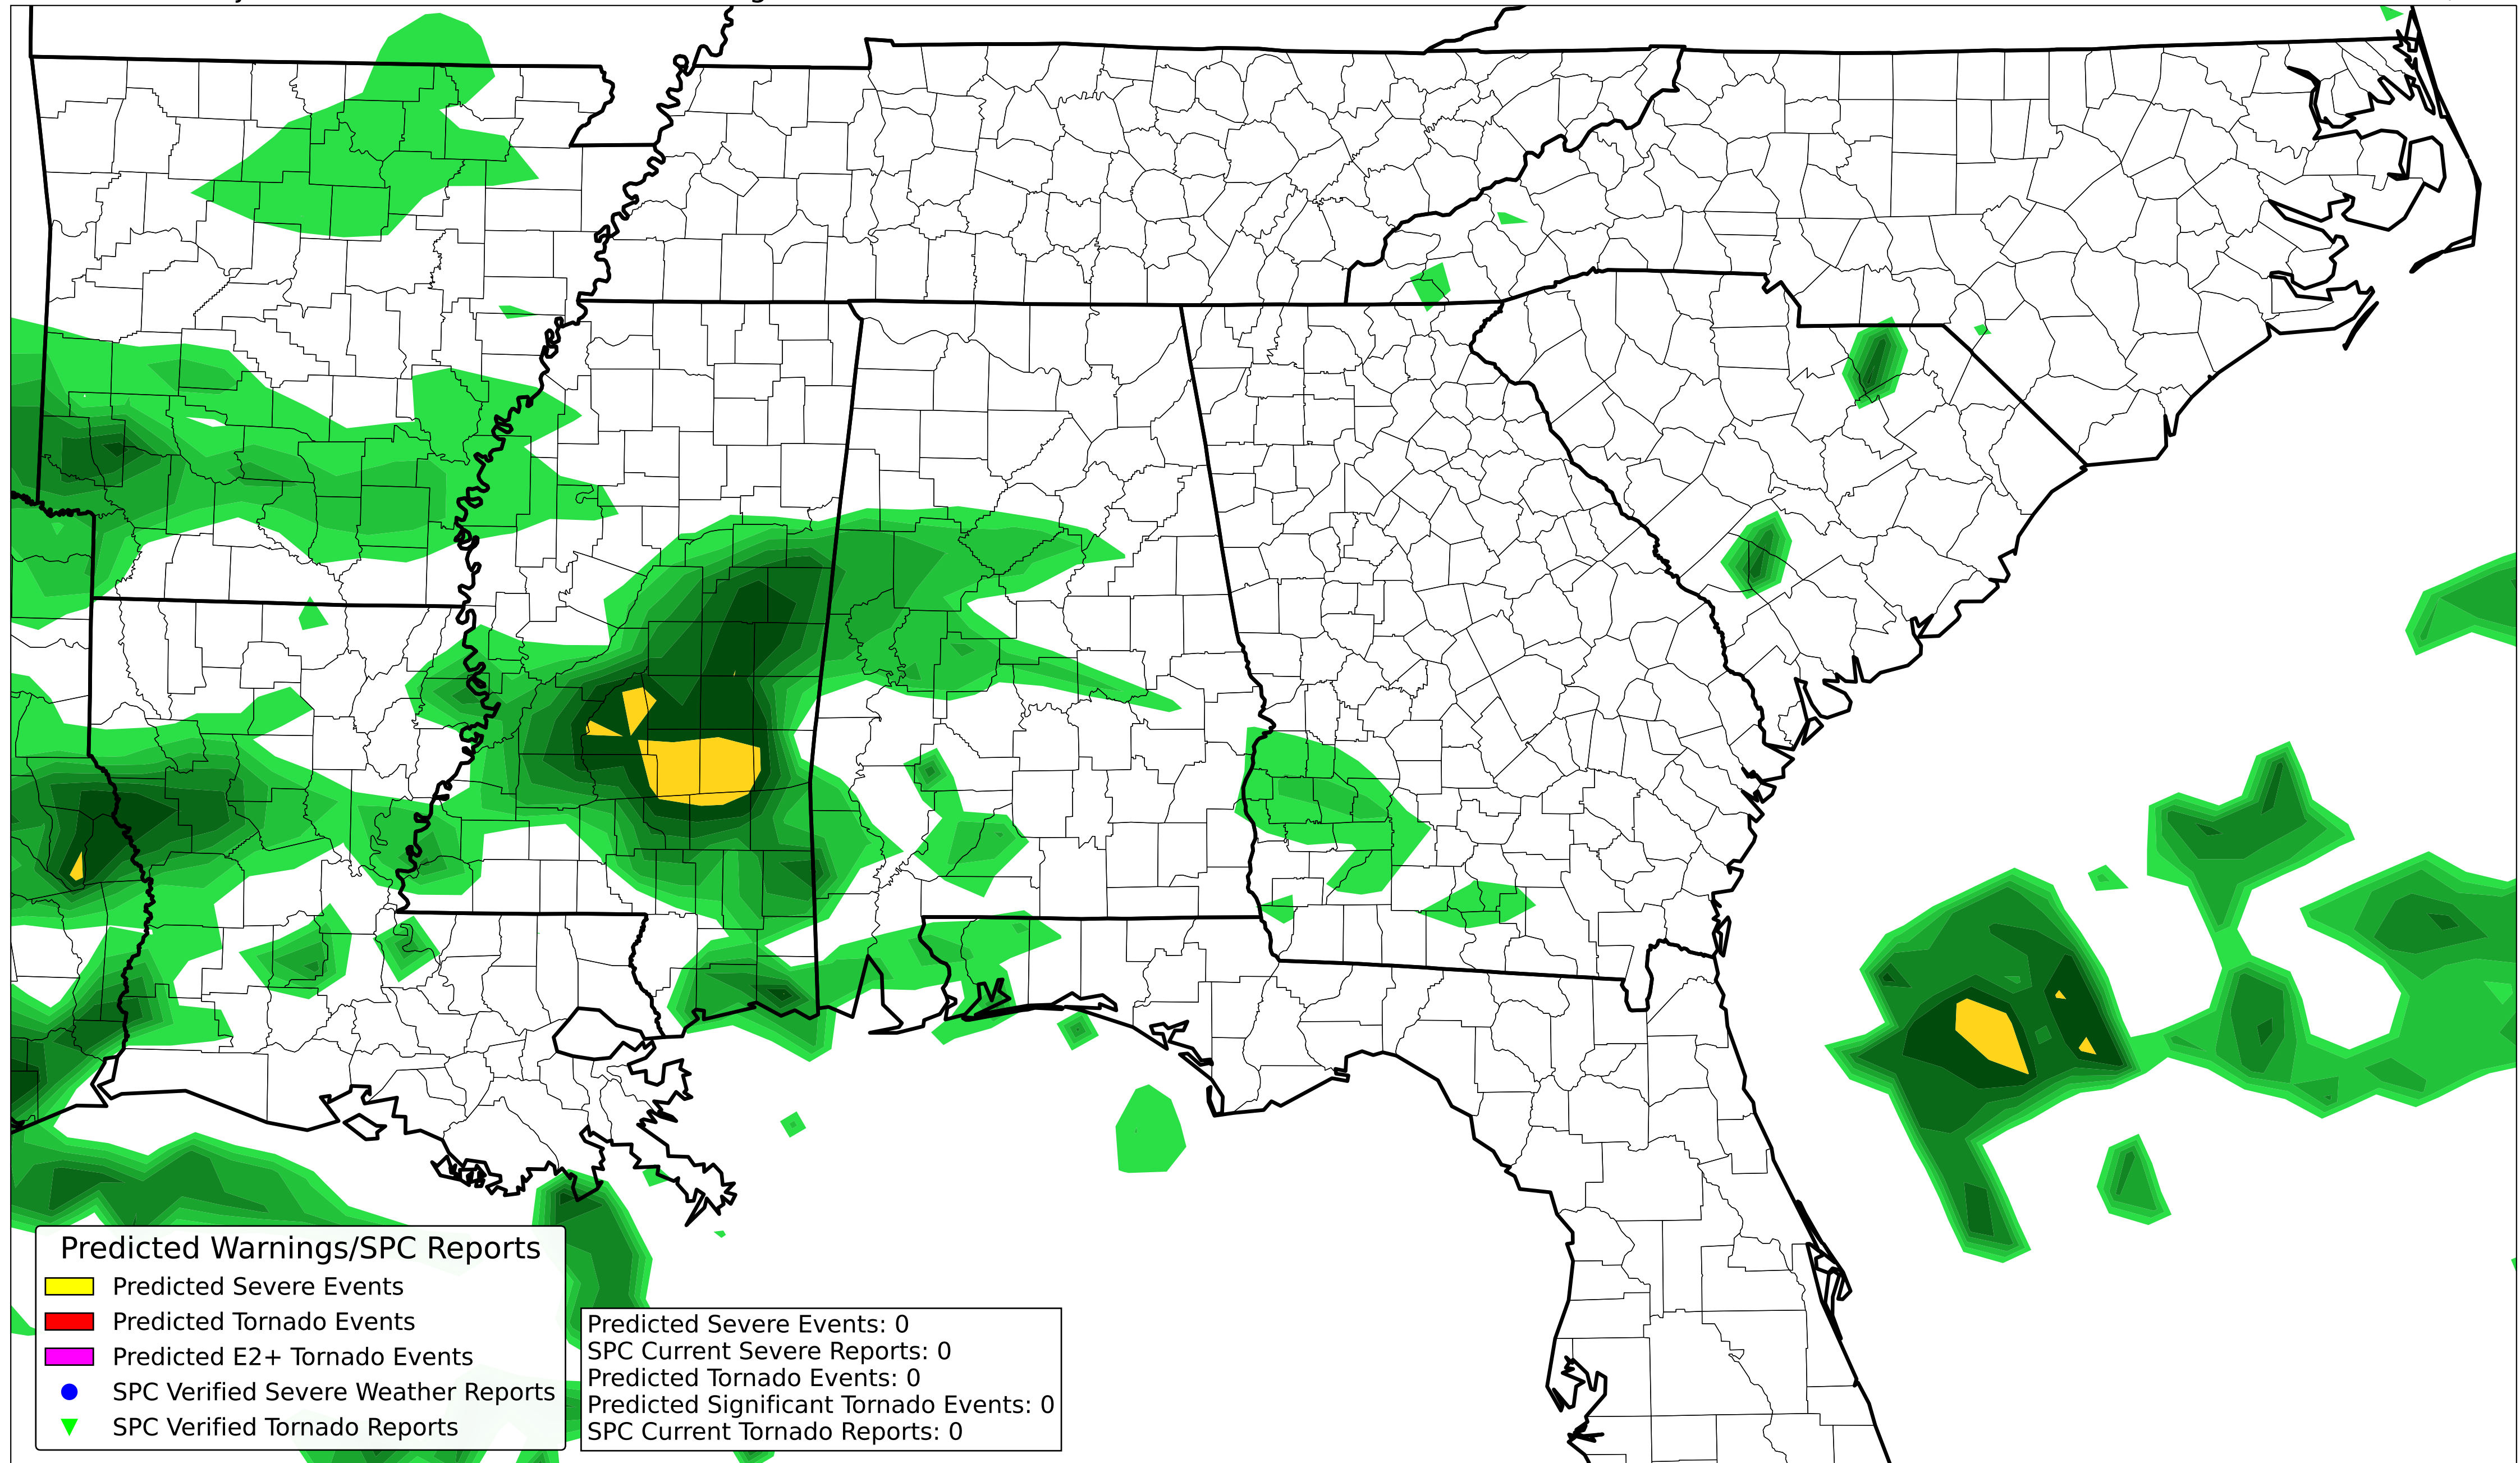 Predicted Warnings/SPC Reports
Predicted Severe Events
Predicted Tornado Events
Predicted E2+ Tornado Events
SPC Verified Severe Weather Reports
SPC Verified Tornado Reports
Predicted Severe Events: 0
SPC Current Severe Reports: 0
Predicted Tornado Events: 0
Predicted Significant Tornado Events: 0
SPC Current Tornado Reports: 0